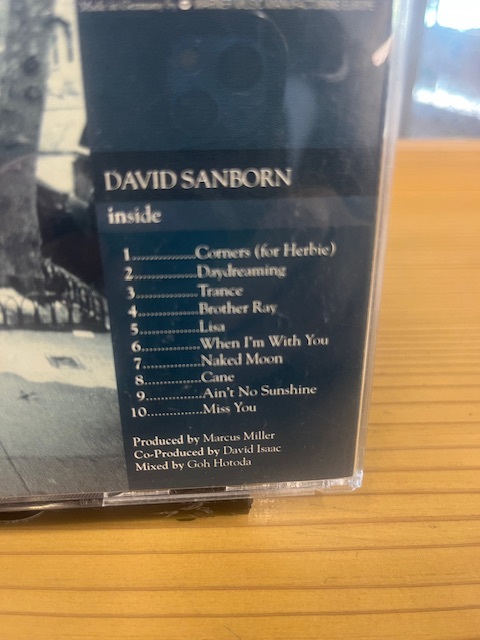 DAVID SANBORN
inside
1................Corners (for Herbie)
2................Daydreaming
3................Trance
4................Brother Ray
5................Lisa
6................When I'm With You
7................Naked Moon
8................Cane
9................Ain't No Sunshine
10..............Miss You
Produced by Marcus Miller
Co-Produced by David Isaac
Mixed by Goh Hotoda